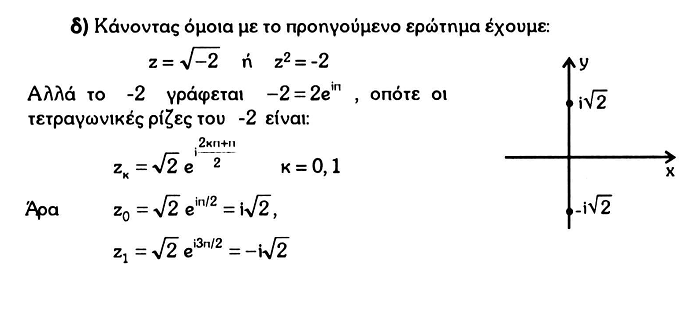 δ) Κάνοντας όμοια με το προηγούμενο ερώτημα έχουμε:
z = √-2 ή z² = -2
Αλλά το -2 γράφεται -2 = 2e^{iπ} , οπότε οι
τετραγωνικές ρίζες του -2 είναι:
z_κ = √2 e^{i(2κπ+π)/2} κ = 0, 1
Άρα z₀ = √2 e^{iπ/2} = i√2,
z₁ = √2 e^{i3π/2} = -i√2
y
i√2
x
-i√2